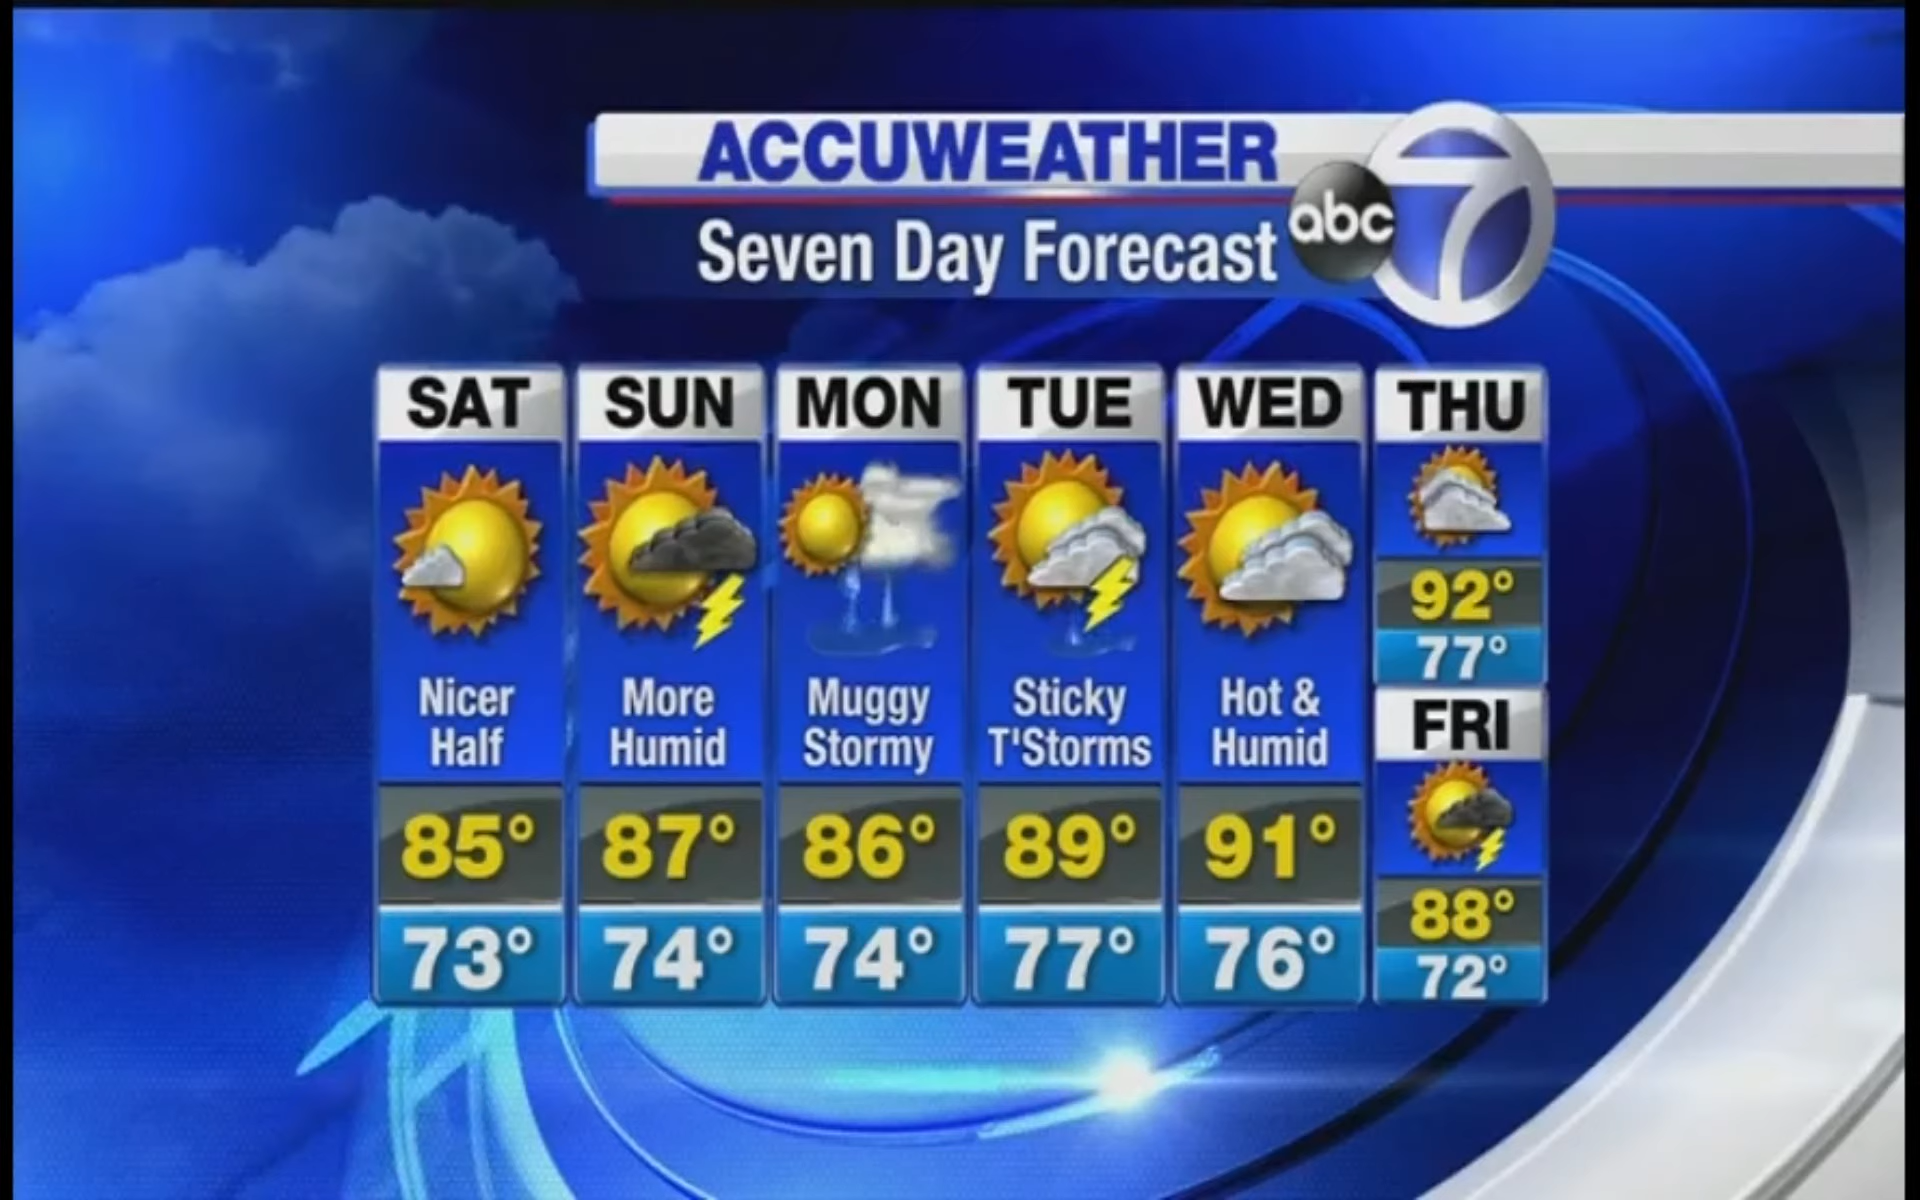 ACCUWEATHER
Seven Day Forecast
abc 7
SAT
Nicer
Half
85°
73°
SUN
More
Humid
87°
74°
MON
Muggy
Stormy
86°
74°
TUE
Sticky
T'Storms
89°
77°
WED
Hot &
Humid
91°
76°
THU
92°
77°
FRI
88°
72°